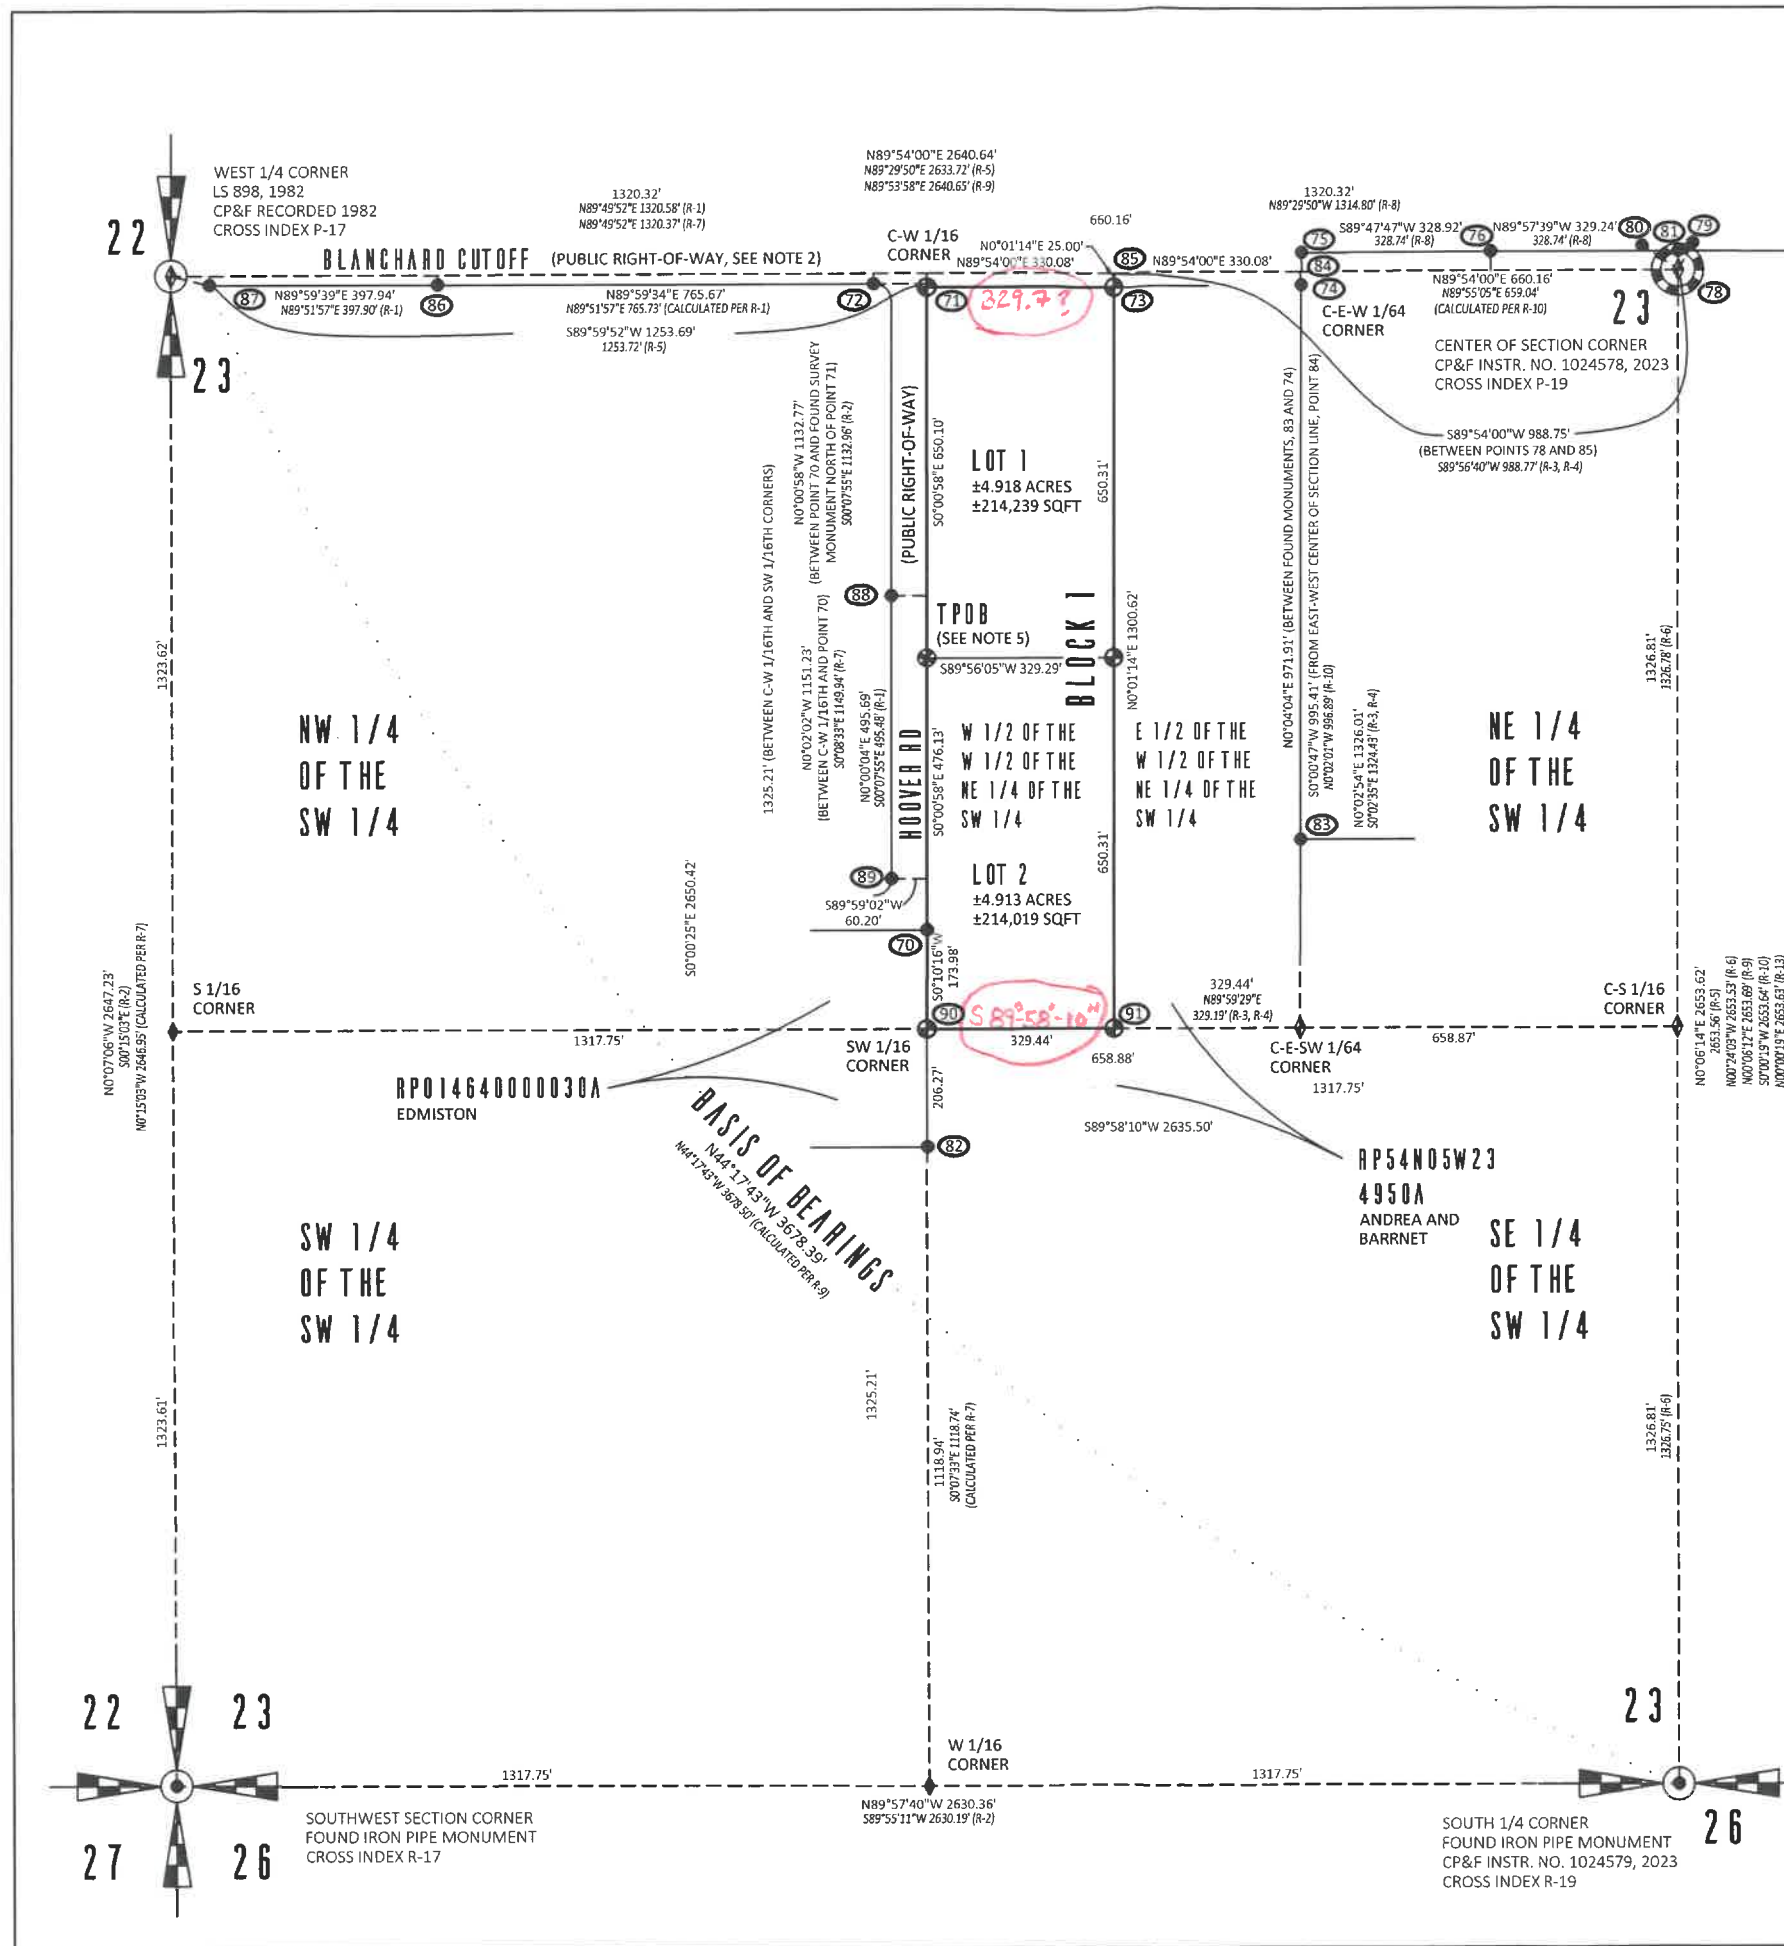 N89°54'00"E 2640.64'
N89°29'50"E 2633.72' (R-5)
N89°53'58"E 2640.65' (R-9)
WEST 1/4 CORNER
LS 898, 1982
CP&F RECORDED 1982
CROSS INDEX P-17
22
23
1320.32'
N89°49'52"E 1320.58' (R-1)
N89°49'52"E 1320.37' (R-7)
BLANCHARD CUTOFF (PUBLIC RIGHT-OF-WAY, SEE NOTE 2)
C-W 1/16
CORNER
660.16'
N0°01'14"E 25.00'
N89°54'00"E 330.08'
85
N89°54'00"E 330.08'
1320.32'
N89°29'50"W 1314.80' (R-8)
S89°47'47"W 328.92'
328.74' (R-8)
N89°57'39"W 329.24'
328.74' (R-8)
75
76
80
81
79
84
74
78
87
N89°59'39"E 397.94'
N89°51'57"E 397.90' (R-1)
86
N89°59'34"E 765.67'
N89°51'57"E 765.73' (CALCULATED PER R-1)
72
71
329.7?
73
S89°59'52"W 1253.69'
1253.72' (R-5)
C-E-W 1/64
CORNER
N89°54'00"E 660.16'
N89°55'05"E 659.04'
(CALCULATED PER R-10)
23
CENTER OF SECTION CORNER
CP&F INSTR. NO. 1024578, 2023
CROSS INDEX P-19
S89°54'00"W 988.75'
(BETWEEN POINTS 78 AND 85)
S89°56'40"W 988.77' (R-3, R-4)
1323.62'
1325.21' (BETWEEN C-W 1/16TH AND SW 1/16TH CORNERS)
N0°00'58"W 1132.77'
(BETWEEN POINT 70 AND FOUND SURVEY
MONUMENT NORTH OF POINT 71)
S00°07'55"E 1132.96' (R-2)
N0°02'02"W 1151.23'
(BETWEEN C-W 1/16TH AND POINT 70)
S0°08'33"E 1149.94' (R-7)
N0°00'04"E 495.69'
S00°07'55"E 495.48' (R-1)
88
(PUBLIC RIGHT-OF-WAY)
S0°00'58"E 650.10'
LOT 1
±4.918 ACRES
±214,239 SQFT
650.31'
TPOB
(SEE NOTE 5)
S89°56'05"W 329.29'
BLOCK 1
N0°01'14"E 1300.62'
N0°04'04"E 971.91' (BETWEEN FOUND MONUMENTS, 83 AND 74)
S0°00'47"W 995.41' (FROM EAST-WEST CENTER OF SECTION LINE, POINT 84)
N0°02'01"W 996.89' (R-10)
N0°02'54"E 1326.01'
S0°02'35"E 1324.43' (R-3, R-4)
1326.81'
1326.78' (R-6)
NW 1/4
OF THE
SW 1/4
HOOVER RD
S0°00'58"E 476.13'
W 1/2 OF THE
W 1/2 OF THE
NE 1/4 OF THE
SW 1/4
E 1/2 OF THE
W 1/2 OF THE
NE 1/4 OF THE
SW 1/4
NE 1/4
OF THE
SW 1/4
83
89
S89°59'02"W
60.20'
LOT 2
±4.913 ACRES
±214,019 SQFT
650.31'
70
S0°10'16"W
173.98'
S0°00'25"E 2650.42'
N0°07'06"W 2647.23'
S00°15'03"E (R-2)
N0°15'03"W 2646.95' (CALCULATED PER R-7)
S 1/16
CORNER
1317.75'
90
S 89°-58'-10"
329.44'
91
329.44'
N89°59'29"E
329.19' (R-3, R-4)
C-S 1/16
CORNER
SW 1/16
CORNER
658.88'
C-E-SW 1/64
CORNER
1317.75'
658.87'
N0°06'14"E 2653.62'
2653.56' (R-5)
N00°24'03"W 2653.53' (R-6)
N00°06'12"E 2653.69' (R-9)
S0°00'19"W 2653.64' (R-10)
N00°00'19"E 2653.63' (R-13)
RP01464000030A
EDMISTON
206.27'
82
S89°58'10"W 2635.50'
RP54N05W23
4950A
ANDREA AND
BARRNET
BASIS OF BEARINGS
N44°17'43"W 3678.39'
N44°17'43"W 3678.50' (CALCULATED PER R-9)
SW 1/4
OF THE
SW 1/4
SE 1/4
OF THE
SW 1/4
1323.61'
1325.21'
1118.94'
S0°07'33"E 1118.74'
(CALCULATED PER R-7)
1326.81'
1326.75' (R-6)
22
23
23
W 1/16
CORNER
1317.75'
1317.75'
N89°57'40"W 2630.36'
S89°55'11"W 2630.19' (R-2)
SOUTHWEST SECTION CORNER
FOUND IRON PIPE MONUMENT
CROSS INDEX R-17
27
26
SOUTH 1/4 CORNER
FOUND IRON PIPE MONUMENT
CP&F INSTR. NO. 1024579, 2023
CROSS INDEX R-19
26